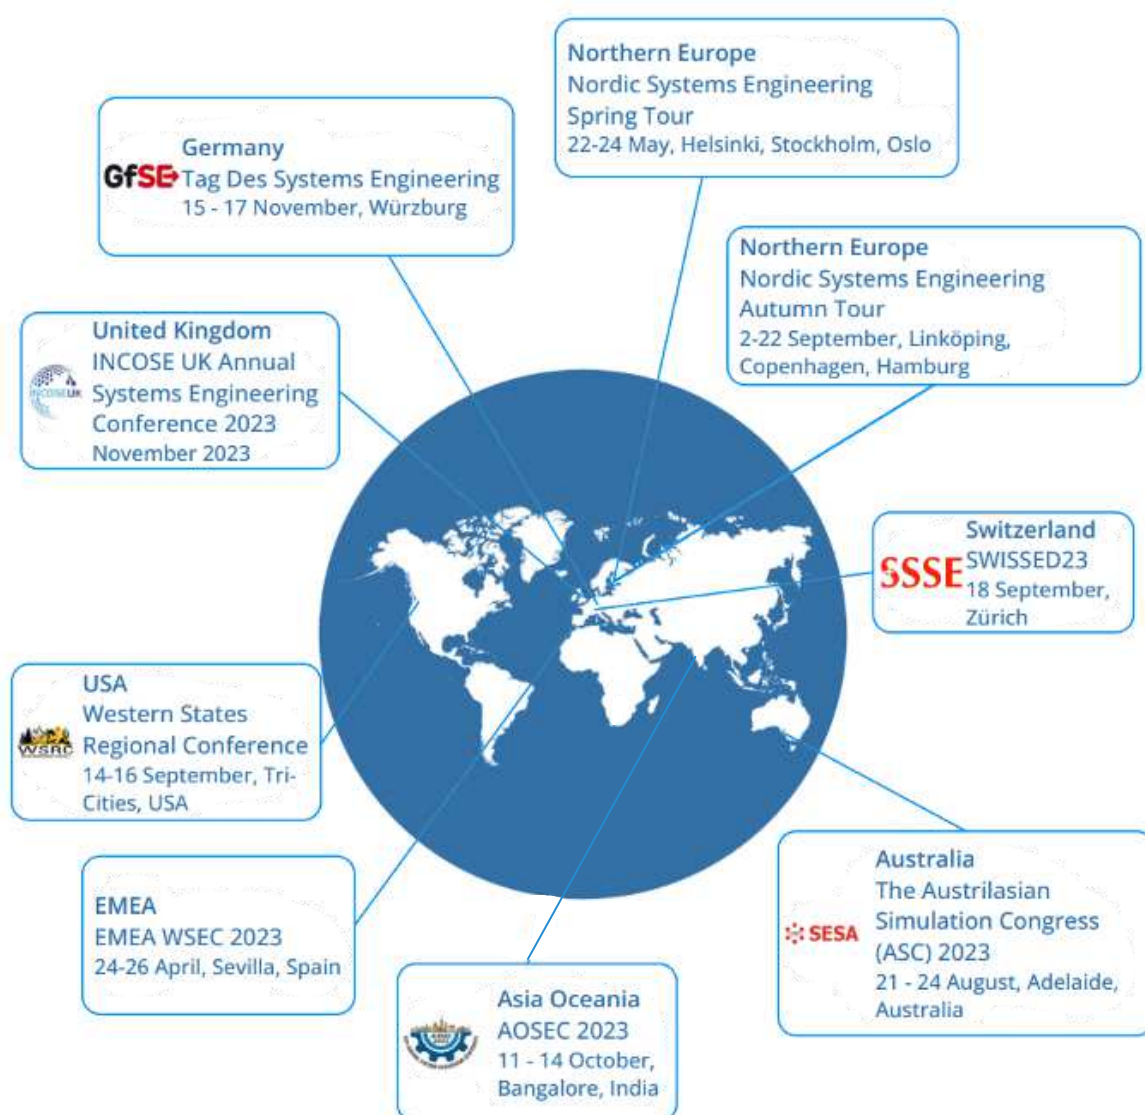 Northern Europe
Nordic Systems Engineering
Spring Tour
22-24 May, Helsinki, Stockholm, Oslo
GfSE
Germany
Tag Des Systems Engineering
15 - 17 November, Würzburg
Northern Europe
Nordic Systems Engineering
Autumn Tour
2-22 September, Linköping,
Copenhagen, Hamburg
INCOSEUK
United Kingdom
INCOSE UK Annual
Systems Engineering
Conference 2023
November 2023
SSSE
Switzerland
SWISSED23
18 September,
Zürich
WSRC
USA
Western States
Regional Conference
14-16 September, Tri-
Cities, USA
SESA
Australia
The Austrilasian
Simulation Congress
(ASC) 2023
21 - 24 August, Adelaide,
Australia
EMEA
EMEA WSEC 2023
24-26 April, Sevilla, Spain
Asia Oceania
AOSEC 2023
11 - 14 October,
Bangalore, India